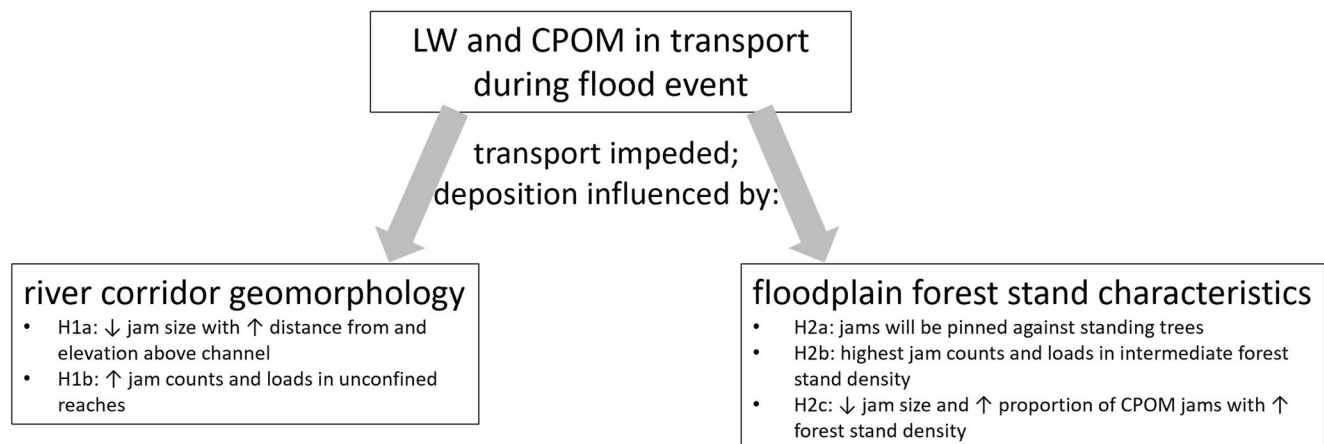 LW and CPOM in transport
during flood event
transport impeded;
deposition influenced by:
river corridor geomorphology
• H1a: ↓ jam size with ↑ distance from and
elevation above channel
• H1b: ↑ jam counts and loads in unconfined
reaches
floodplain forest stand characteristics
• H2a: jams will be pinned against standing trees
• H2b: highest jam counts and loads in intermediate forest
stand density
• H2c: ↓ jam size and ↑ proportion of CPOM jams with ↑
forest stand density